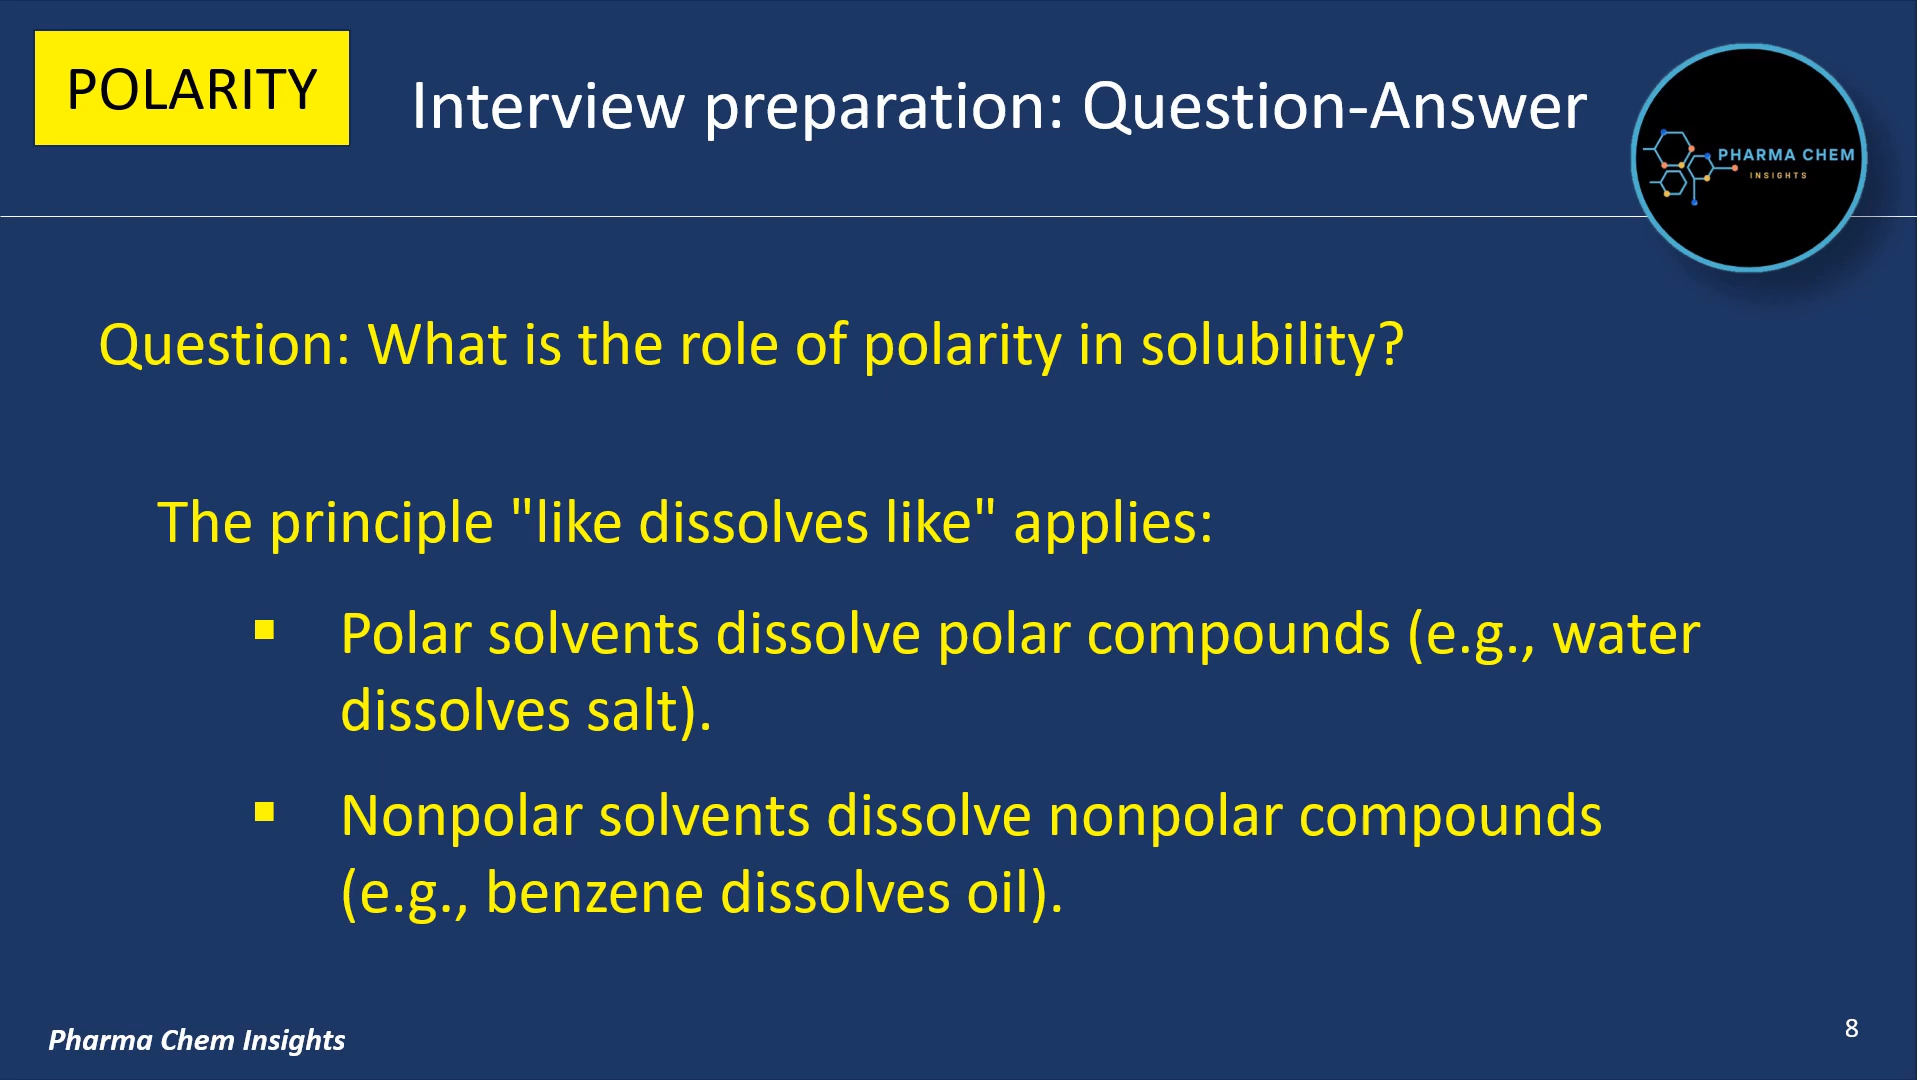 POLARITY
Interview preparation: Question-Answer
PHARMA CHEM
INSIGHTS
Question: What is the role of polarity in solubility?
The principle "like dissolves like" applies:
▪ Polar solvents dissolve polar compounds (e.g., water
dissolves salt).
▪ Nonpolar solvents dissolve nonpolar compounds
(e.g., benzene dissolves oil).
Pharma Chem Insights
8